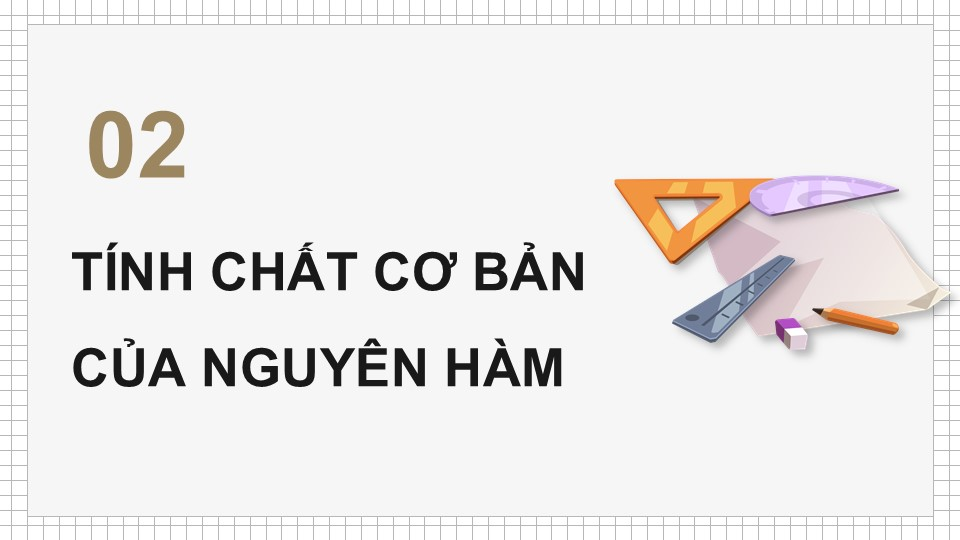 02
TÍNH CHẤT CƠ BẢN
CỦA NGUYÊN HÀM